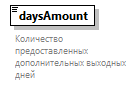 daysAmount
Количество
предоставленных
дополнительных выходных
дней